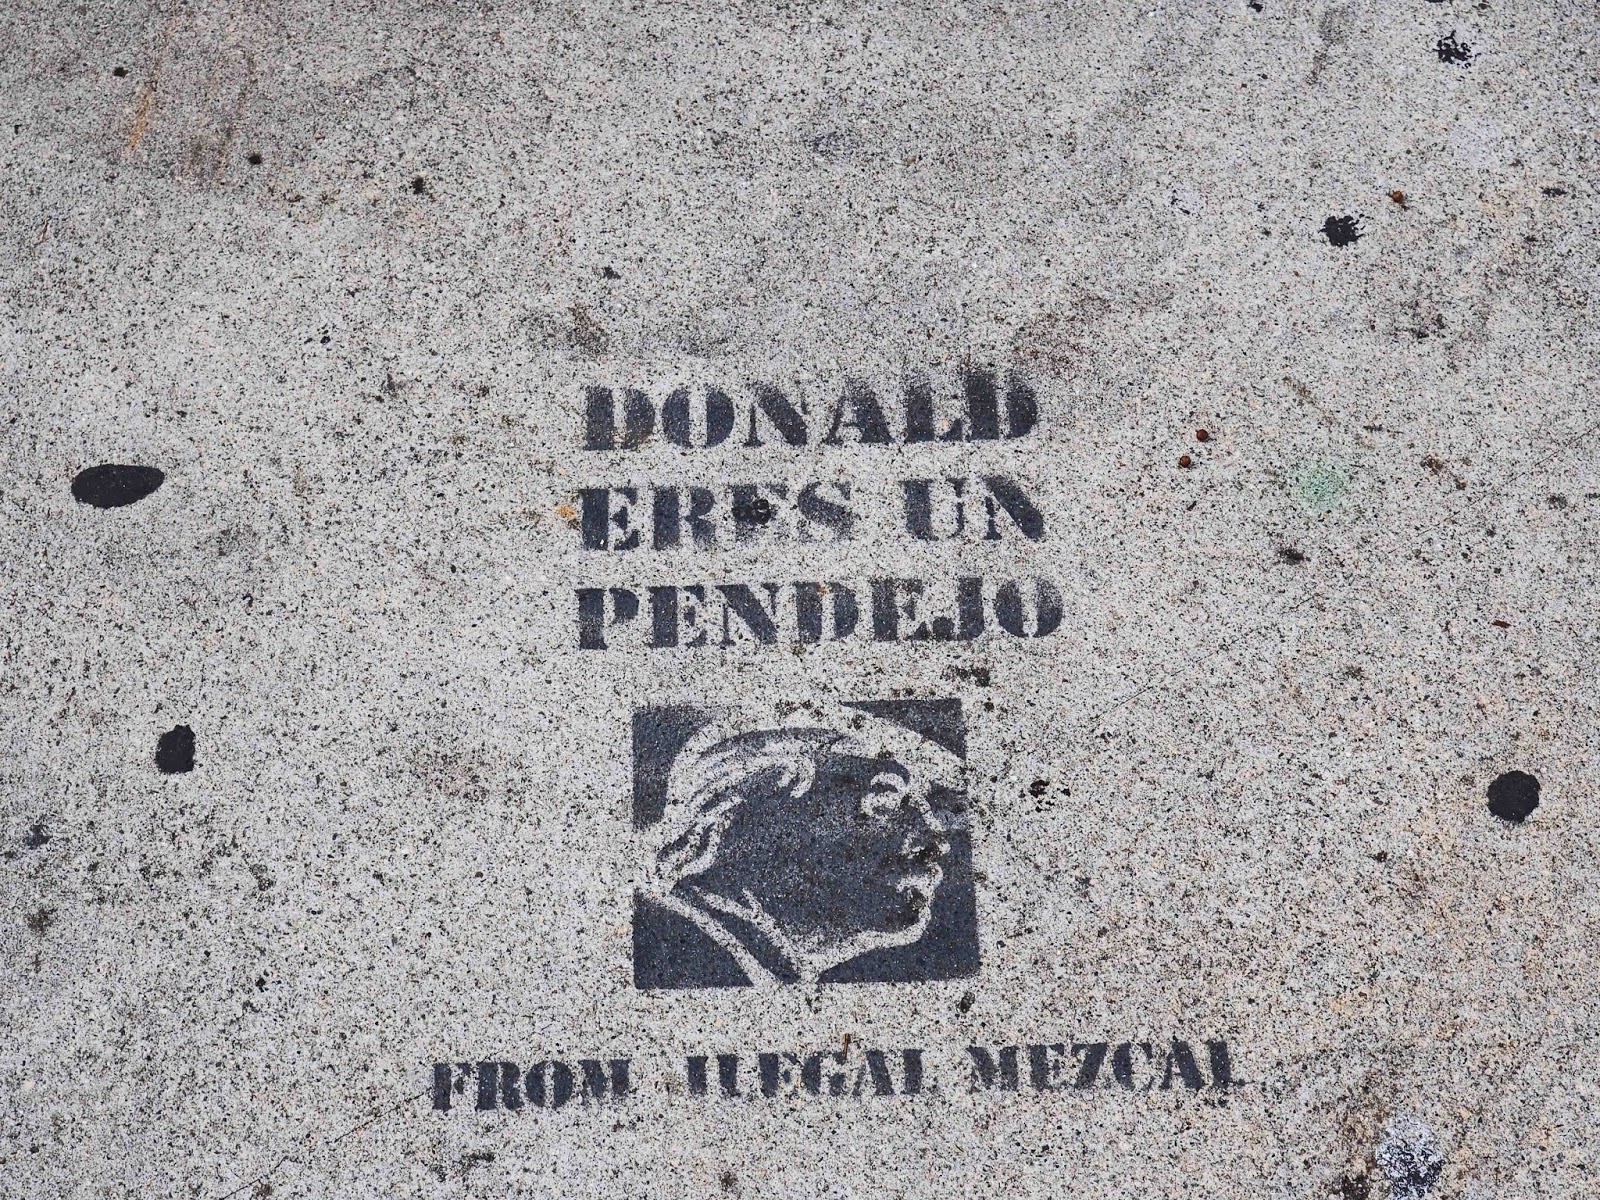 DONALD
ERES UN
PENDEJO
FROM ILEGAL MEZCAL